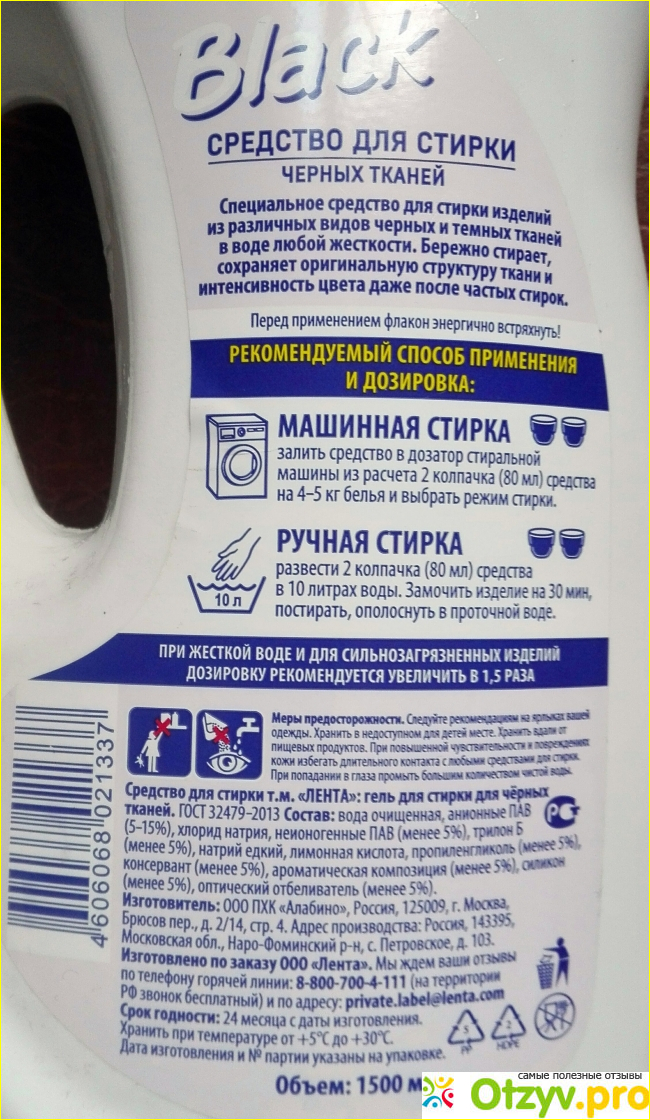 Black
СРЕДСТВО ДЛЯ СТИРКИ
ЧЕРНЫХ ТКАНЕЙ
Специальное средство для стирки изделий
из различных видов черных и темных тканей
в воде любой жесткости. Бережно стирает,
сохраняет оригинальную структуру ткани и
интенсивность цвета даже после частых стирок.
Перед применением флакон энергично встряхнуть!
РЕКОМЕНДУЕМЫЙ СПОСОБ ПРИМЕНЕНИЯ
И ДОЗИРОВКА:
МАШИННАЯ СТИРКА
залить средство в дозатор стиральной
машины из расчета 2 колпачка (80 мл) средства
на 4–5 кг белья и выбрать режим стирки.
РУЧНАЯ СТИРКА
развести 2 колпачка (80 мл) средства
в 10 литрах воды. Замочить изделие на 30 мин,
постирать, ополоснуть в проточной воде.
10 л
ПРИ ЖЕСТКОЙ ВОДЕ И ДЛЯ СИЛЬНОЗАГРЯЗНЕННЫХ ИЗДЕЛИЙ
ДОЗИРОВКУ РЕКОМЕНДУЕТСЯ УВЕЛИЧИТЬ В 1,5 РАЗА
Меры предосторожности. Следуйте рекомендациям на ярлыках вашей
одежды. Хранить в недоступном для детей месте. Хранить вдали от
пищевых продуктов. При повышенной чувствительности и повреждениях
кожи избегать длительного контакта с любыми средствами для стирки.
При попадании в глаза промыть большим количеством чистой воды.
Средство для стирки т.м. «ЛЕНТА»: гель для стирки для чёрных
тканей. ГОСТ 32479–2013 Состав: вода очищенная, анионные ПАВ
(5–15%), хлорид натрия, неионогенные ПАВ (менее 5%), трилон Б
(менее 5%), натрий едкий, лимонная кислота, пропиленгликоль (менее 5%),
консервант (менее 5%), ароматическая композиция (менее 5%), силикон
(менее 5%), оптический отбеливатель (менее 5%).
Изготовитель: ООО ПХК «Алабино», Россия, 125009, г. Москва,
Брюсов пер., д. 2/14, стр. 4. Адрес производства: Россия, 143395,
Московская обл., Наро-Фоминский р-н, с. Петровское, д. 103.
Изготовлено по заказу ООО «Лента». Мы ждем ваши отзывы
по телефону горячей линии: 8-800-700-4-111 (на территории
РФ звонок бесплатный) и по адресу: private.label@lenta.com
Срок годности: 24 месяца с даты изготовления.
Хранить при температуре от +5°С до +30°С.
Дата изготовления и № партии указаны на упаковке.
Объем: 1500 м
4 606068 021337
5
PP
2
HDPE
самые полезные отзывы
Otzyv.pro